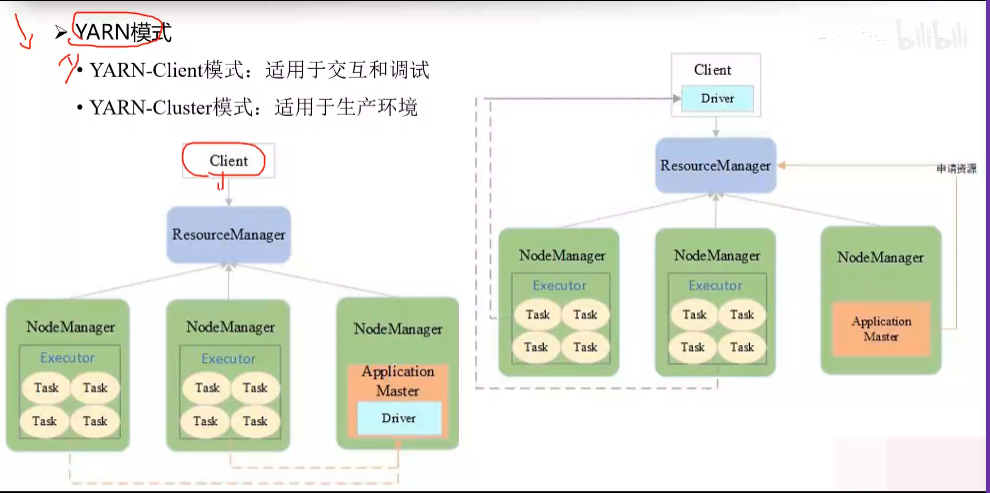 YARN模式
YARN-Client模式：适用于交互和调试
YARN-Cluster模式：适用于生产环境
Client
ResourceManager
NodeManager
Executor
Task Task
Task Task
NodeManager
Executor
Task Task
Task Task
NodeManager
Application
Master
Driver
Client
Driver
ResourceManager
申请资源
NodeManager
Executor
Task Task
Task Task
NodeManager
Executor
Task Task
Task Task
NodeManager
Application
Master
bilibili